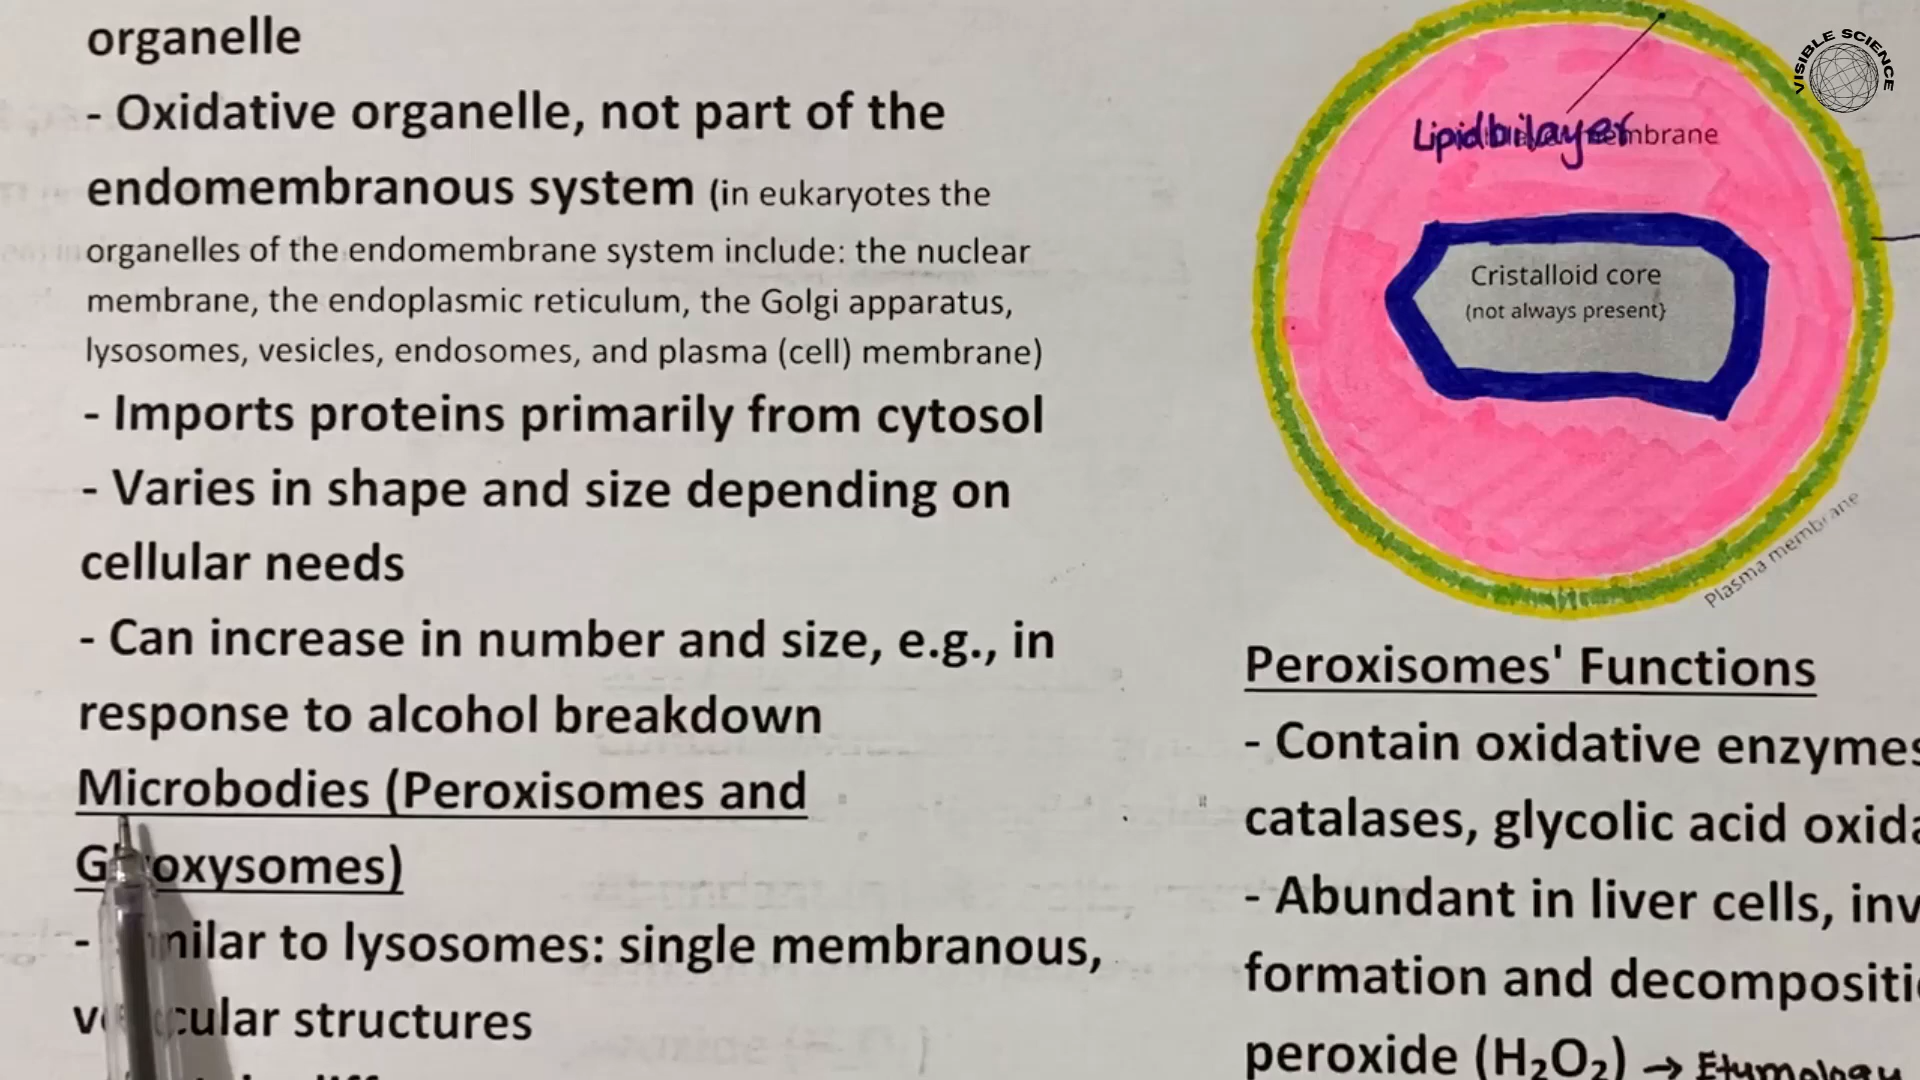 organelle
- Oxidative organelle, not part of the
endomembranous system (in eukaryotes the
organelles of the endomembrane system include: the nuclear
membrane, the endoplasmic reticulum, the Golgi apparatus,
lysosomes, vesicles, endosomes, and plasma (cell) membrane)
- Imports proteins primarily from cytosol
- Varies in shape and size depending on
cellular needs
- Can increase in number and size, e.g., in
response to alcohol breakdown
Microbodies (Peroxisomes and
G oxysomes)
- milar to lysosomes: single membranous,
v cular structures
VISIBLE SCIENCE
Lipidbilayer mbrane
Cristalloid core
(not always present}
Plasma membrane
Peroxisomes' Functions
- Contain oxidative enzymes
catalases, glycolic acid oxida
- Abundant in liver cells, inv
formation and decompositi
peroxide (H₂O₂) → Etymology